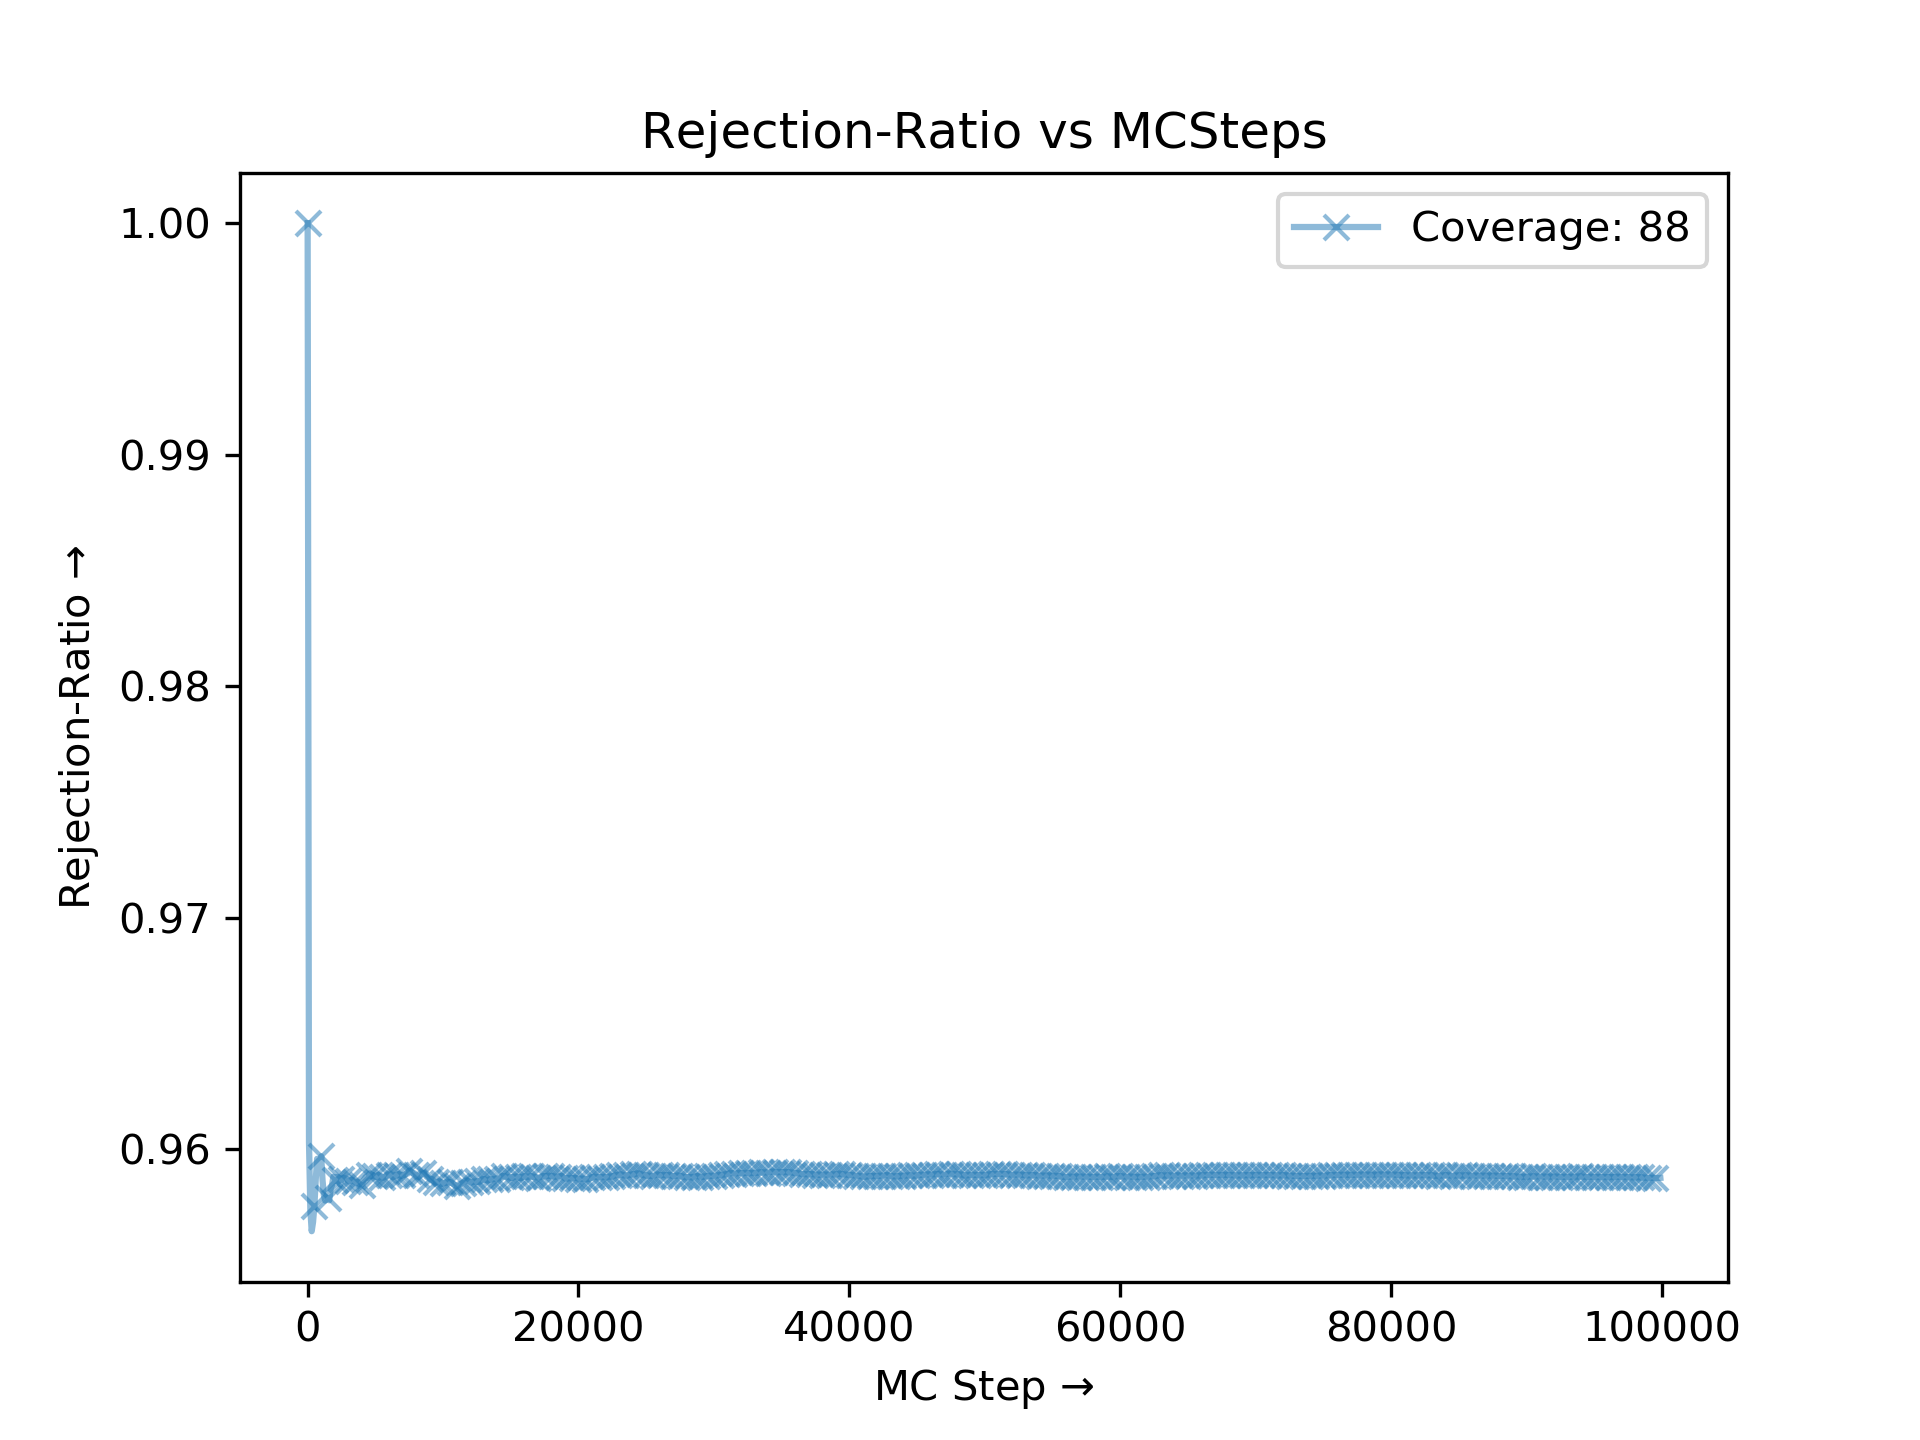 Rejection-Ratio vs MCSteps
Coverage: 88
Rejection-Ratio →
1.00
0.99
0.98
0.97
0.96
0
20000
40000
60000
80000
100000
MC Step →